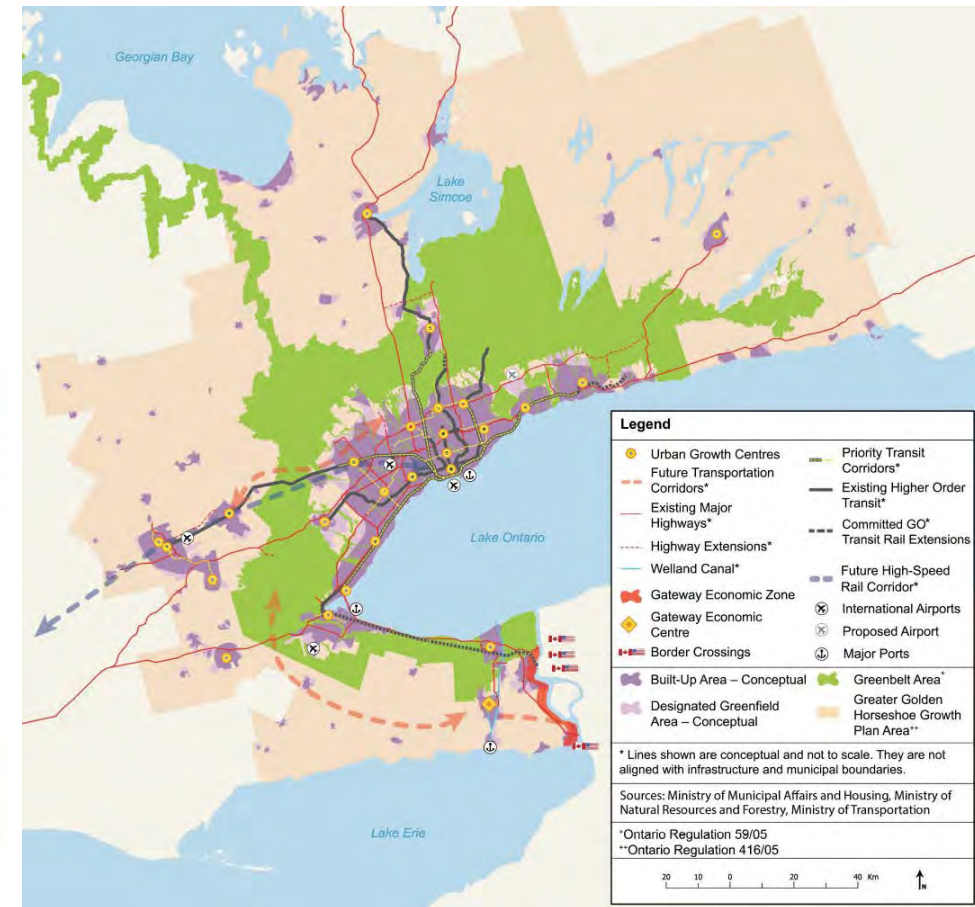 Georgian Bay
Lake
Simcoe
Lake Ontario
Lake Erie
Legend
Urban Growth Centres
Future Transportation
Corridors*
Existing Major
Highways*
Highway Extensions*
Welland Canal*
Gateway Economic Zone
Gateway Economic
Centre
Border Crossings
Priority Transit
Corridors*
Existing Higher Order
Transit*
Committed GO*
Transit Rail Extensions
Future High-Speed
Rail Corridor*
International Airports
Proposed Airport
Major Ports
Built-Up Area – Conceptual
Designated Greenfield
Area – Conceptual
Greenbelt Area+
Greater Golden
Horseshoe Growth
Plan Area++
* Lines shown are conceptual and not to scale. They are not
aligned with infrastructure and municipal boundaries.
Sources: Ministry of Municipal Affairs and Housing, Ministry of
Natural Resources and Forestry, Ministry of Transportation
+Ontario Regulation 59/05
++Ontario Regulation 416/05
20 10 0 20 40 Km
N